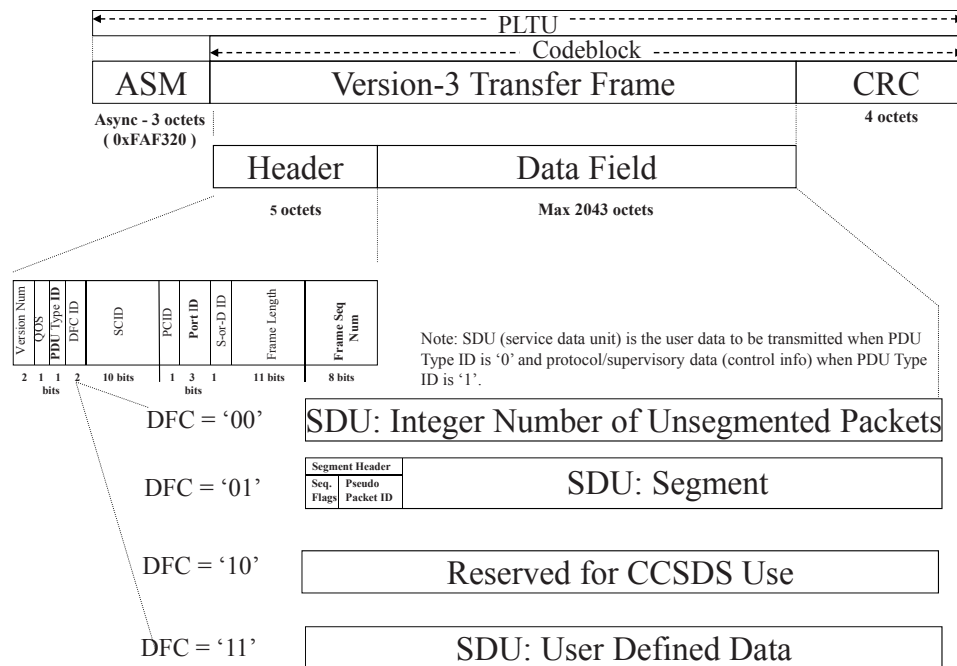 PLTU
Codeblock
ASM
Version-3 Transfer Frame
CRC
Async - 3 octets
( 0xFAF320 )
4 octets
Header
Data Field
5 octets
Max 2043 octets
Version Num
QOS
PDU Type ID
DFC ID
SCID
PCID
Port ID
S-or-D ID
Frame Length
Frame Seq
Num
2 1 1 2 10 bits 1 3 1 11 bits 8 bits
bits bits
Note: SDU (service data unit) is the user data to be transmitted when PDU
Type ID is ‘0’ and protocol/supervisory data (control info) when PDU Type
ID is ‘1’.
DFC = ‘00’
SDU: Integer Number of Unsegmented Packets
DFC = ‘01’
Segment Header
Seq.
Flags
Pseudo
Packet ID
SDU: Segment
DFC = ‘10’
Reserved for CCSDS Use
DFC = ‘11’
SDU: User Defined Data